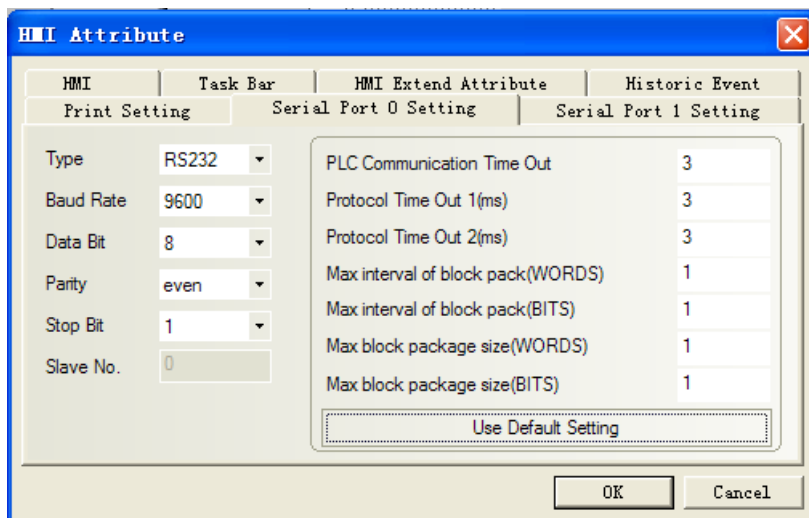 HMI Attribute
HMI
Task Bar
HMI Extend Attribute
Historic Event
Print Setting
Serial Port 0 Setting
Serial Port 1 Setting
Type RS232
Baud Rate 9600
Data Bit 8
Parity even
Stop Bit 1
Slave No. 0
PLC Communication Time Out 3
Protocol Time Out 1(ms) 3
Protocol Time Out 2(ms) 3
Max interval of block pack(WORDS) 1
Max interval of block pack(BITS) 1
Max block package size(WORDS) 1
Max block package size(BITS) 1
Use Default Setting
OK
Cancel